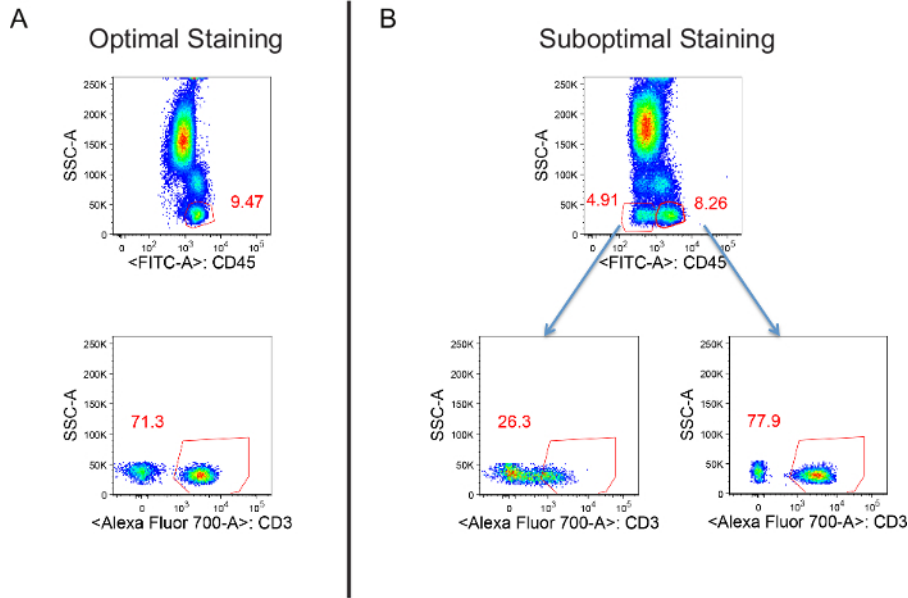 A
Optimal Staining
250K
200K
150K
100K
50K
0
SSC-A
9.47
0 10² 10³ 10⁴ 10⁵
<FITC-A>: CD45
250K
200K
150K
100K
50K
0
SSC-A
71.3
0 10³ 10⁴ 10⁵
<Alexa Fluor 700-A>: CD3
B
Suboptimal Staining
250K
200K
150K
100K
50K
0
SSC-A
4.91 8.26
0 10² 10³ 10⁴ 10⁵
<FITC-A>: CD45
250K
200K
150K
100K
50K
0
SSC-A
26.3
0 10³ 10⁴ 10⁵
<Alexa Fluor 700-A>: CD3
250K
200K
150K
100K
50K
0
SSC-A
77.9
0 10³ 10⁴ 10⁵
<Alexa Fluor 700-A>: CD3